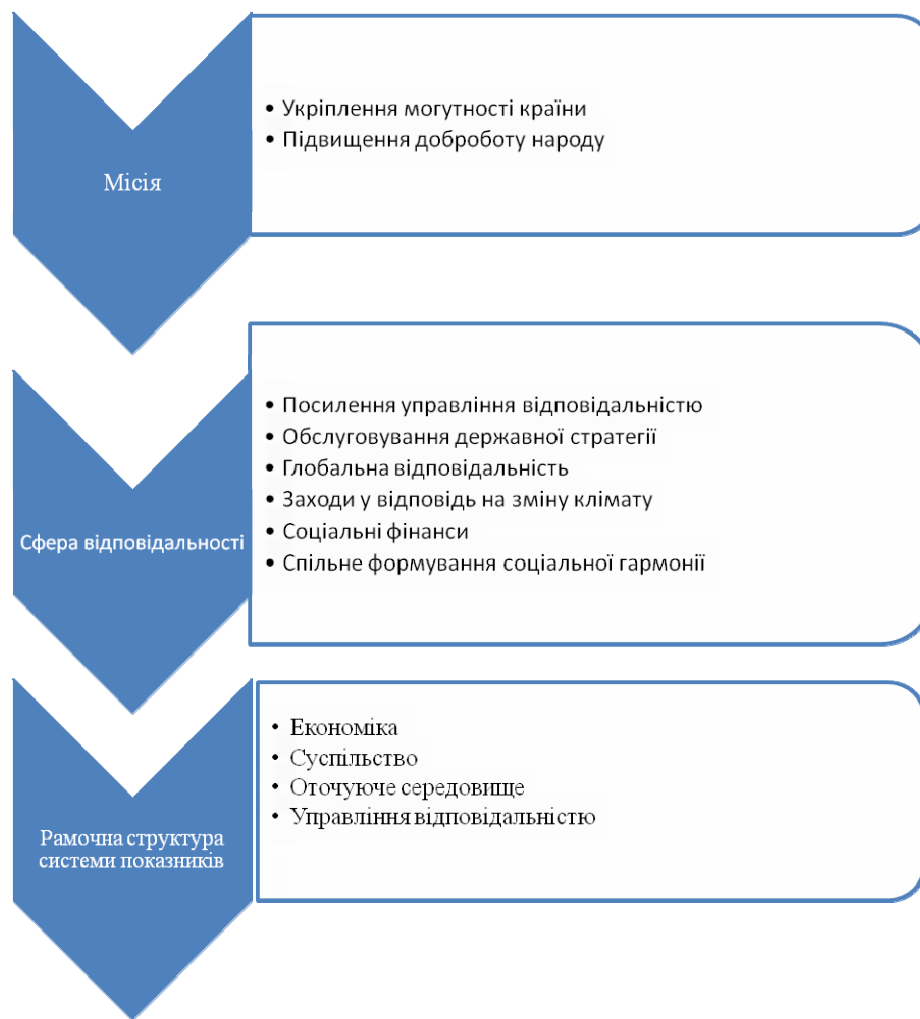 Місія
• Укріплення могутності країни
• Підвищення доброботу народу
Сфера відповідальності
• Посилення управління відповідальністю
• Обслуговування державної стратегії
• Глобальна відповідальність
• Заходи у відповідь на зміну клімату
• Соціальні фінанси
• Спільне формування соціальної гармонії
Рамочна структура
системи показників
• Економіка
• Суспільство
• Оточуюче середовище
• Управління відповідальністю